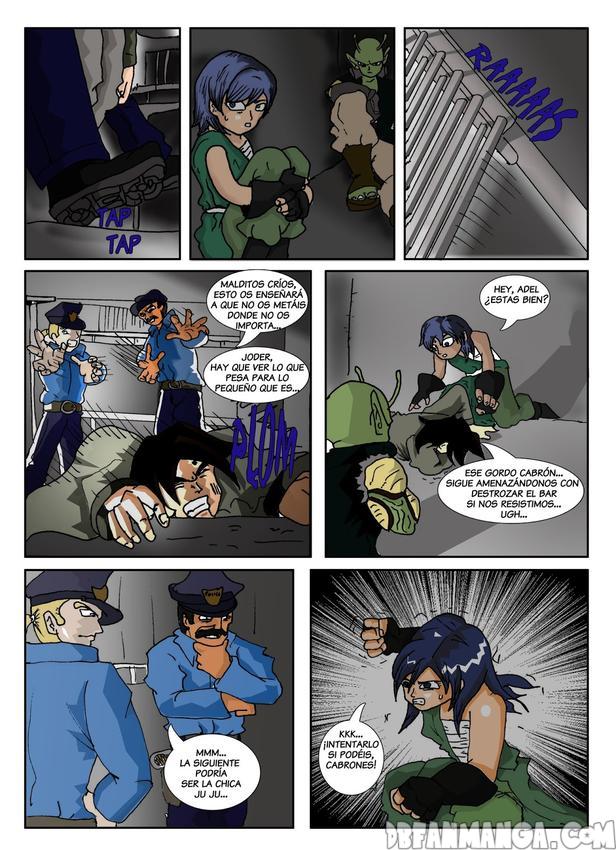 TAP
TAP
RAAAAAS
MALDITOS CRÍOS,
ESTO OS ENSEÑARÁ
A QUE NO OS METÁIS
DONDE NO OS
IMPORTA...
JODER,
HAY QUE VER LO QUE
PESA PARA LO
PEQUEÑO QUE ES...
PLOM
HEY, ADEL
¿ESTAS BIEN?
ESE GORDO CABRÓN...
SIGUE AMENAZÁNDONOS CON
DESTROZAR EL BAR
SI NOS RESISTIMOS...
UGH...
POLICE
MMM...
LA SIGUIENTE
PODRÍA
SER LA CHICA
JU JU...
KKK...
¡INTENTARLO
SI PODÉIS,
CABRONES!
DBFANMANGA.COM